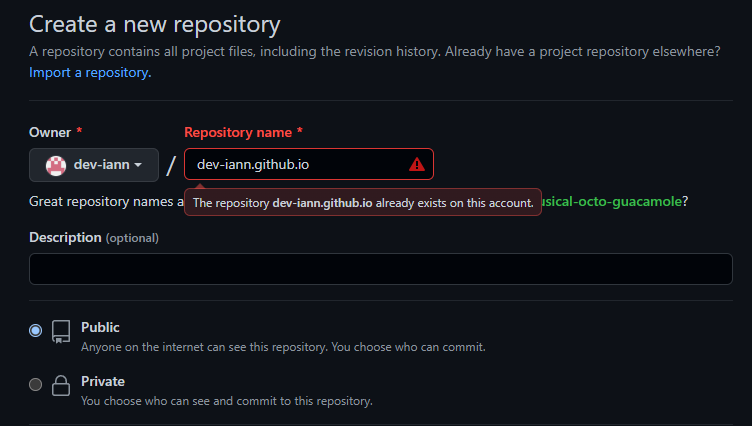 Create a new repository
A repository contains all project files, including the revision history. Already have a project repository elsewhere?
Import a repository.
Owner *
Repository name *
dev-iann
/
dev-iann.github.io
The repository dev-iann.github.io already exists on this account.
Great repository names a
usical-octo-guacamole?
Description (optional)
Public
Anyone on the internet can see this repository. You choose who can commit.
Private
You choose who can see and commit to this repository.